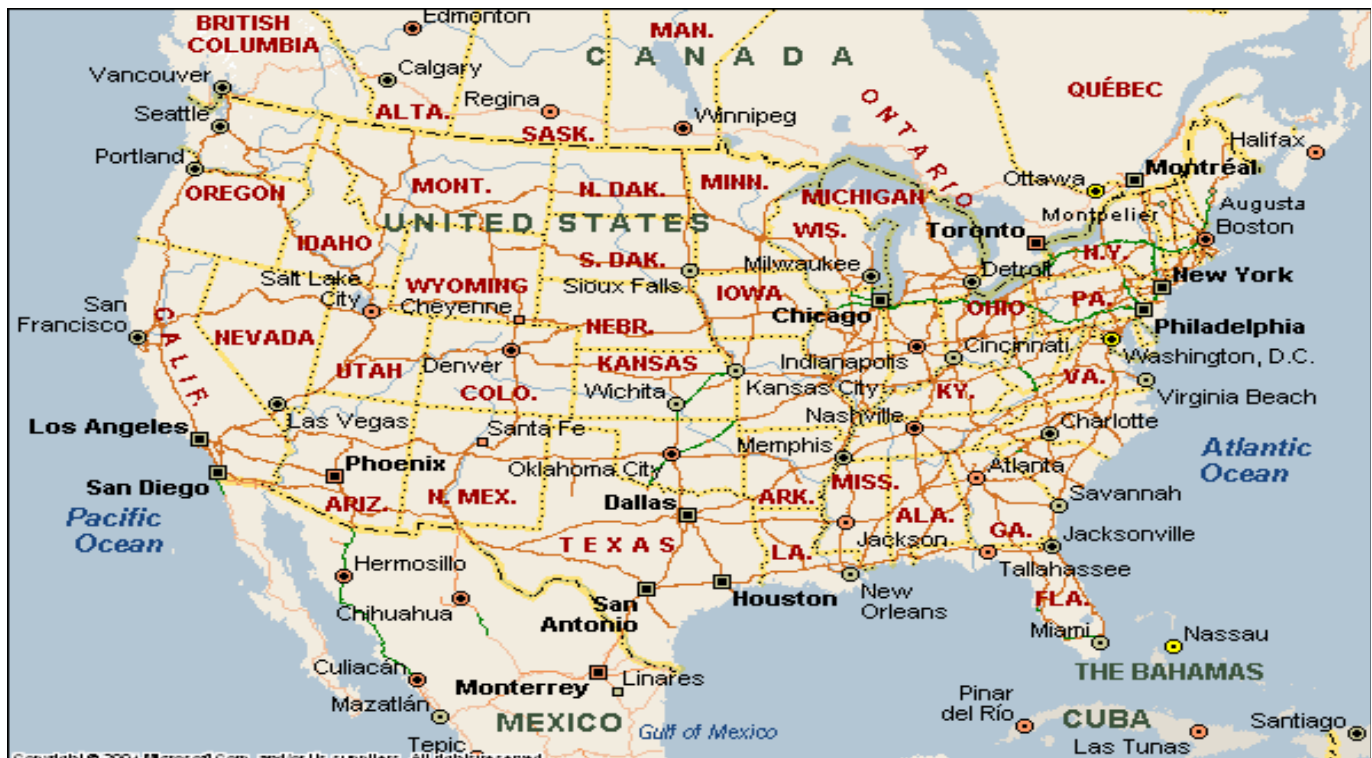 BRITISH
COLUMBIA
Edmonton
MAN.
CANADA
Vancouver
Calgary
QUÉBEC
Seattle
ALTA.
Regina
SASK.
Winnipeg
ONTARIO
Halifax
Portland
OREGON
MONT.
N. DAK.
MINN.
MICHIGAN
Ottawa
Montréal
UNITED STATES
WIS.
Montpelier
Augusta
Toronto
Boston
IDAHO
S. DAK.
Milwaukee
Detroit
N.Y.
Salt Lake
City
WYOMING
Sioux Falls
IOWA
New York
San
Francisco
Cheyenne
Chicago
OHIO
PA.
CALIF.
NEVADA
NEBR.
Philadelphia
UTAH
Denver
KANSAS
Indianapolis
Cincinnati
Washington, D.C.
COLO.
Wichita
Kansas City
KY.
VA.
Virginia Beach
Los Angeles
Las Vegas
Santa Fe
Nashville
Charlotte
Phoenix
Oklahoma City
Memphis
Atlanta
Atlantic
Ocean
San Diego
ARIZ.
N. MEX.
Dallas
ARK.
MISS.
Savannah
Pacific
Ocean
TEXAS
LA.
ALA.
GA.
Jackson
Jacksonville
Hermosillo
Tallahassee
Chihuahua
San
Antonio
Houston
New
Orleans
FLA.
Miami
Nassau
Culiacán
Monterrey
Linares
THE BAHAMAS
Mazatlán
MEXICO
Gulf of Mexico
Pinar
del Río
CUBA
Santiago
Tepic
Las Tunas